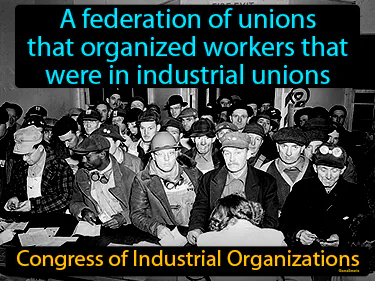 A federation of unions
that organized workers that
were in industrial unions
Congress of Industrial Organizations